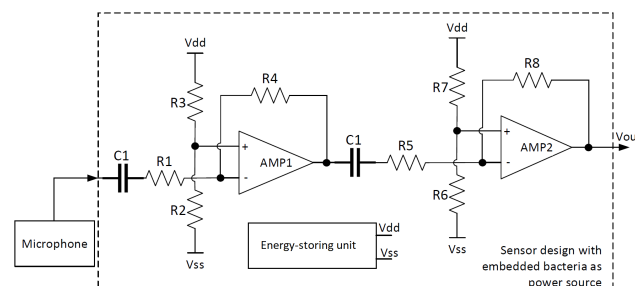 Vdd
Vdd
R3
R4
R7
R8
C1
R1
+
-
AMP1
C1
R5
+
-
AMP2
Vou
R2
R6
Vss
Vss
Microphone
Energy-storing unit
Vdd
Vss
Sensor design with
embedded bacteria as
power source